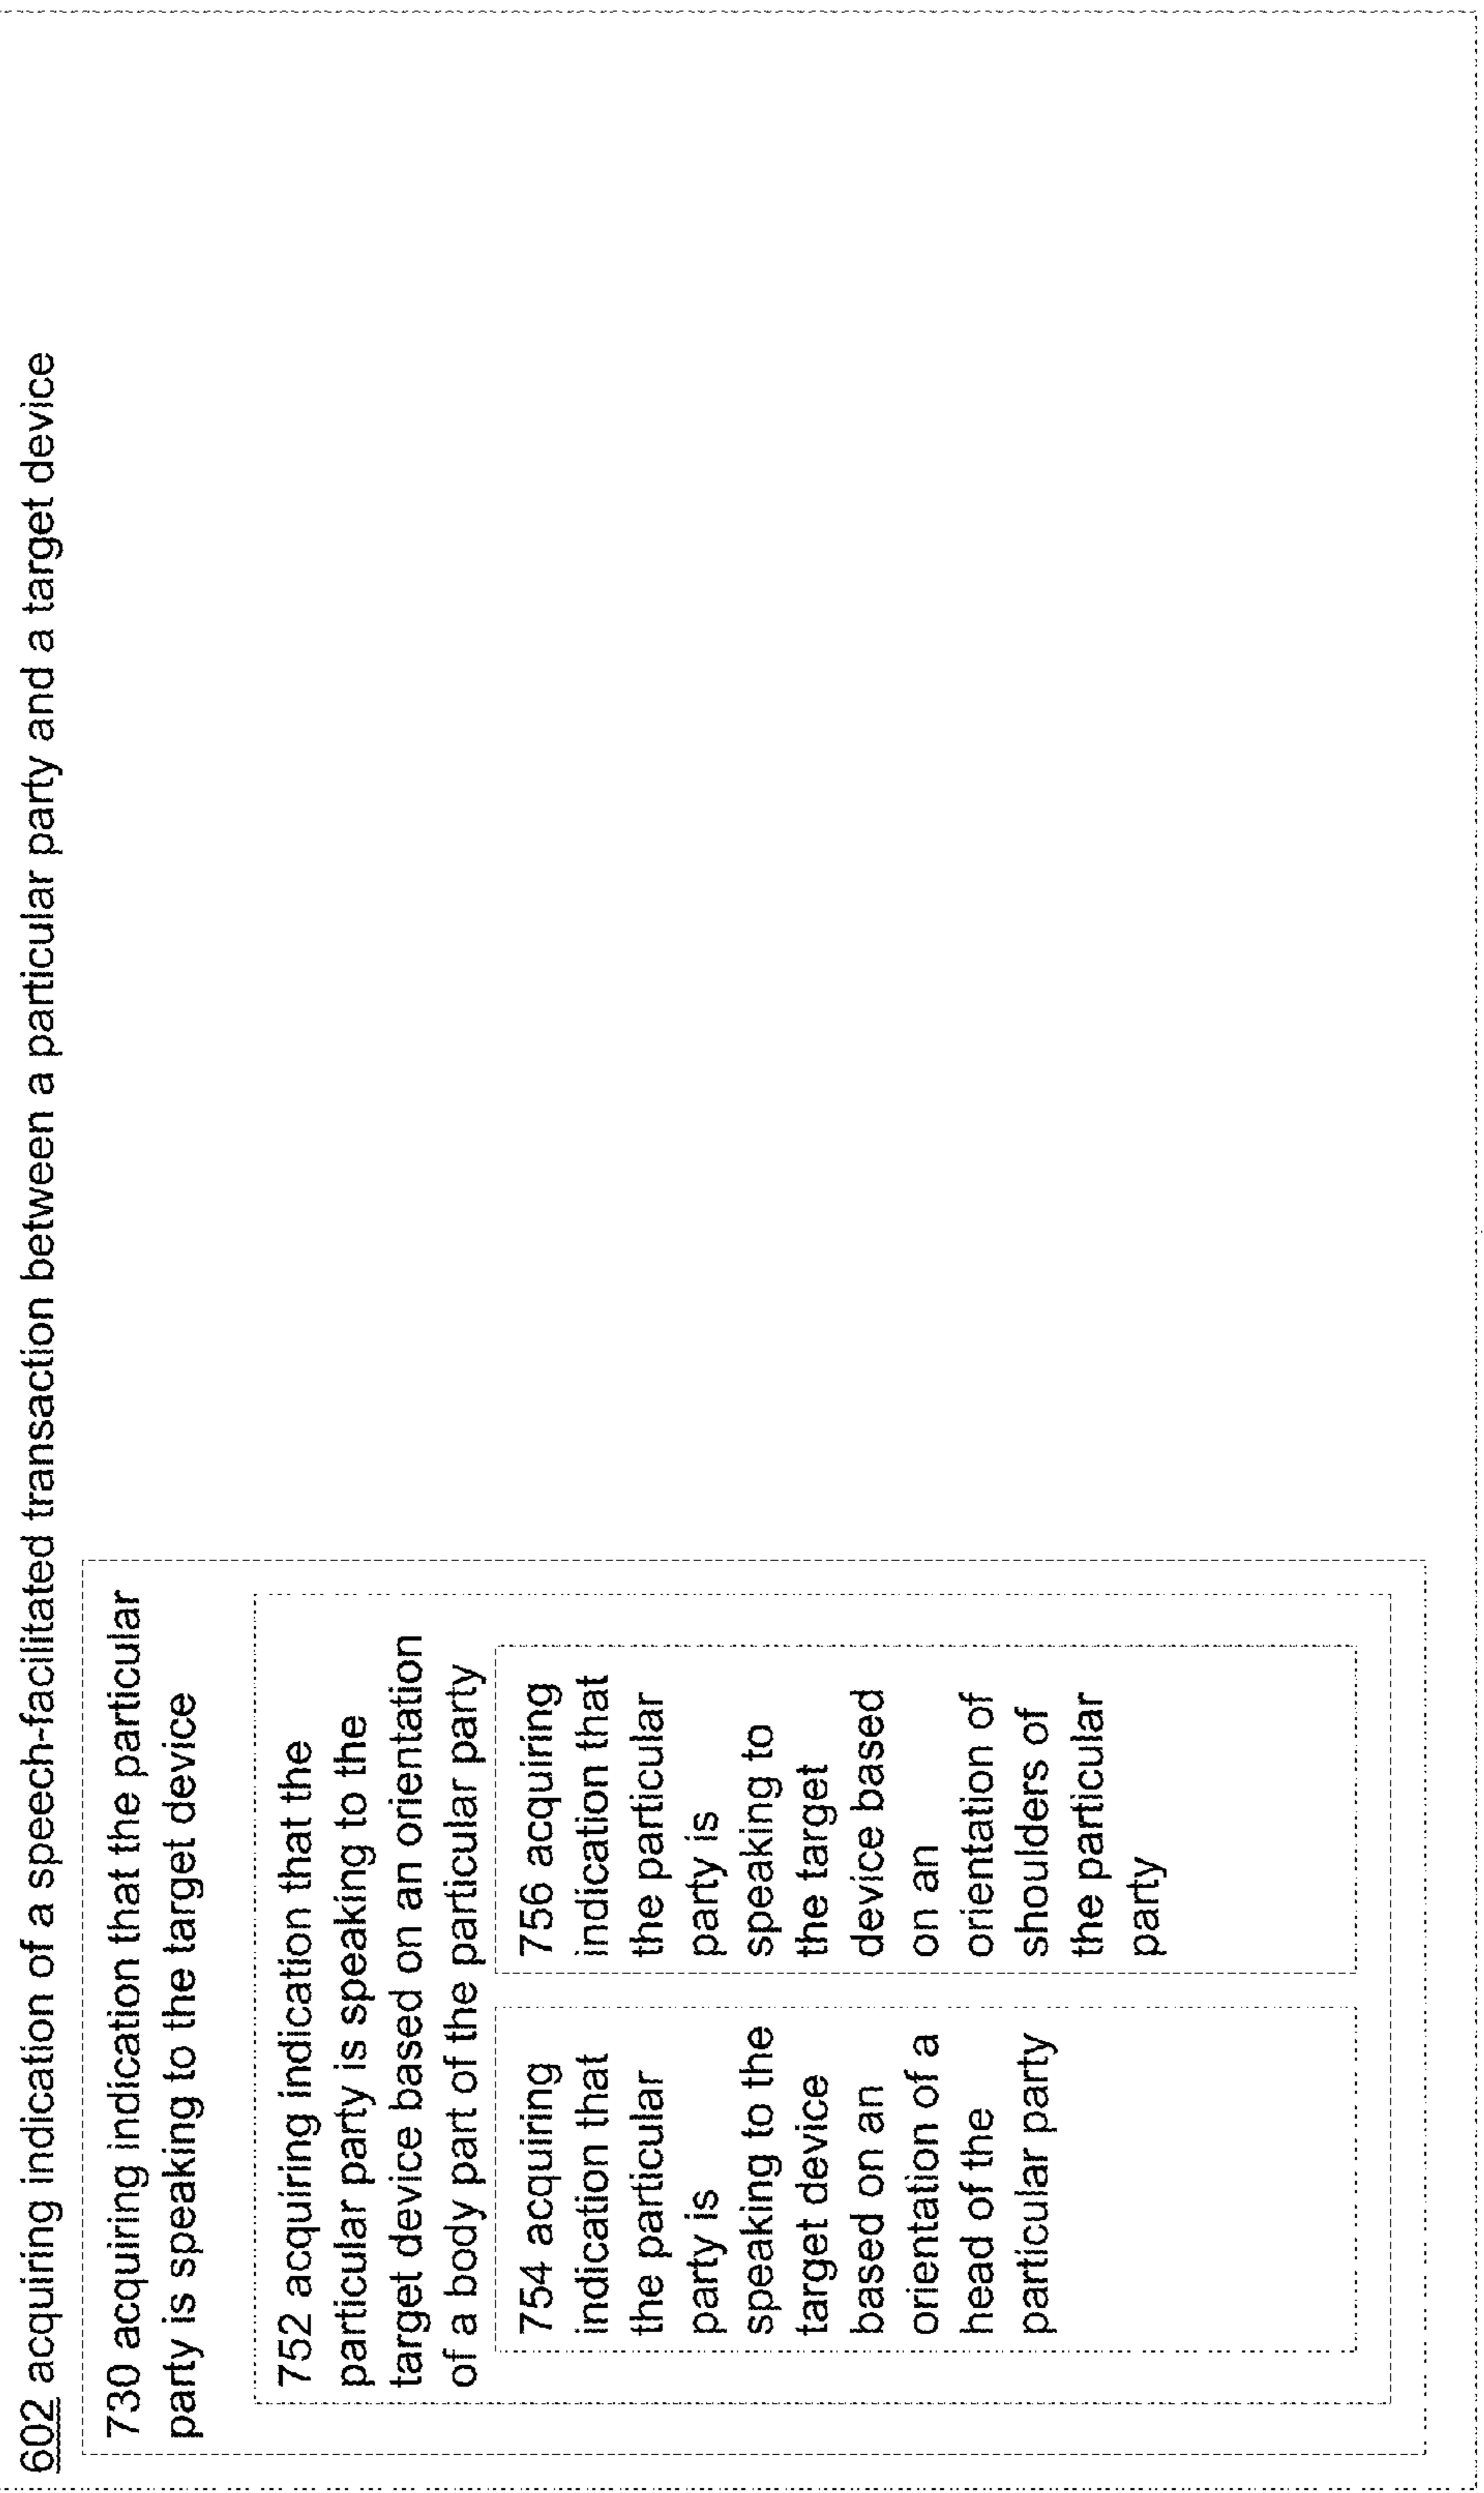 602 acquiring indication of a speech-facilitated transaction between a particular party and a target device
730 acquiring indication that the particular
party is speaking to the target device
752 acquiring indication that the
particular party is speaking to the
target device based on an orientation
of a body part of the particular party
754 acquiring
indication that
the particular
party is
speaking to the
target device
based on an
orientation of a
head of the
particular party
756 acquiring
indication that
the particular
party is
speaking to
the target
device based
on an
orientation of
shoulders of
the particular
party